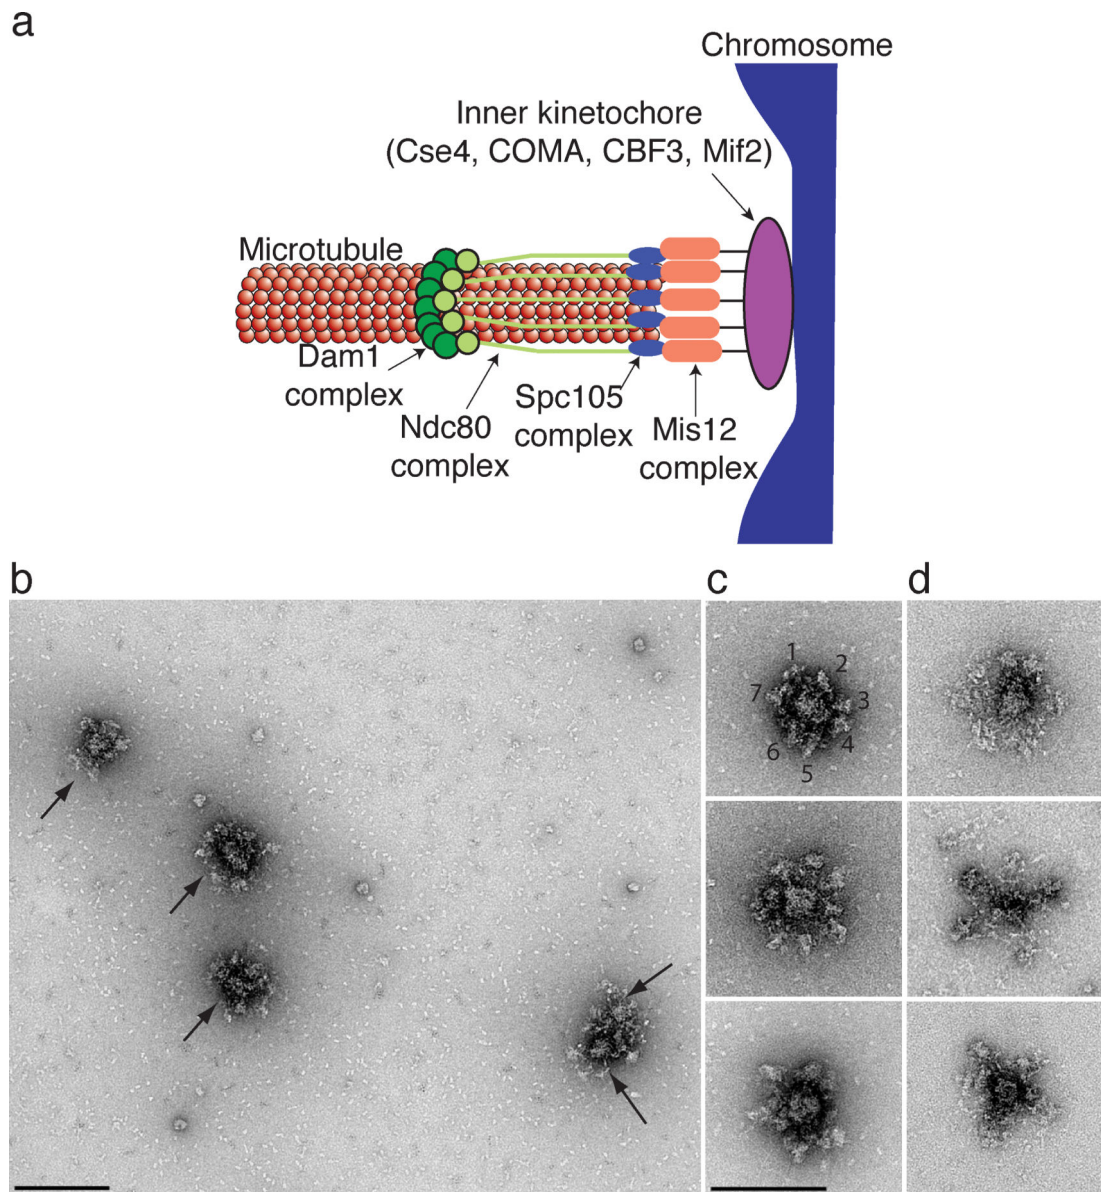 a
Chromosome
Inner kinetochore
(Cse4, COMA, CBF3, Mif2)
Microtubule
Dam1
complex
Ndc80
complex
Spc105
complex
Mis12
complex
b
c
d
1
2
7
3
6
4
5